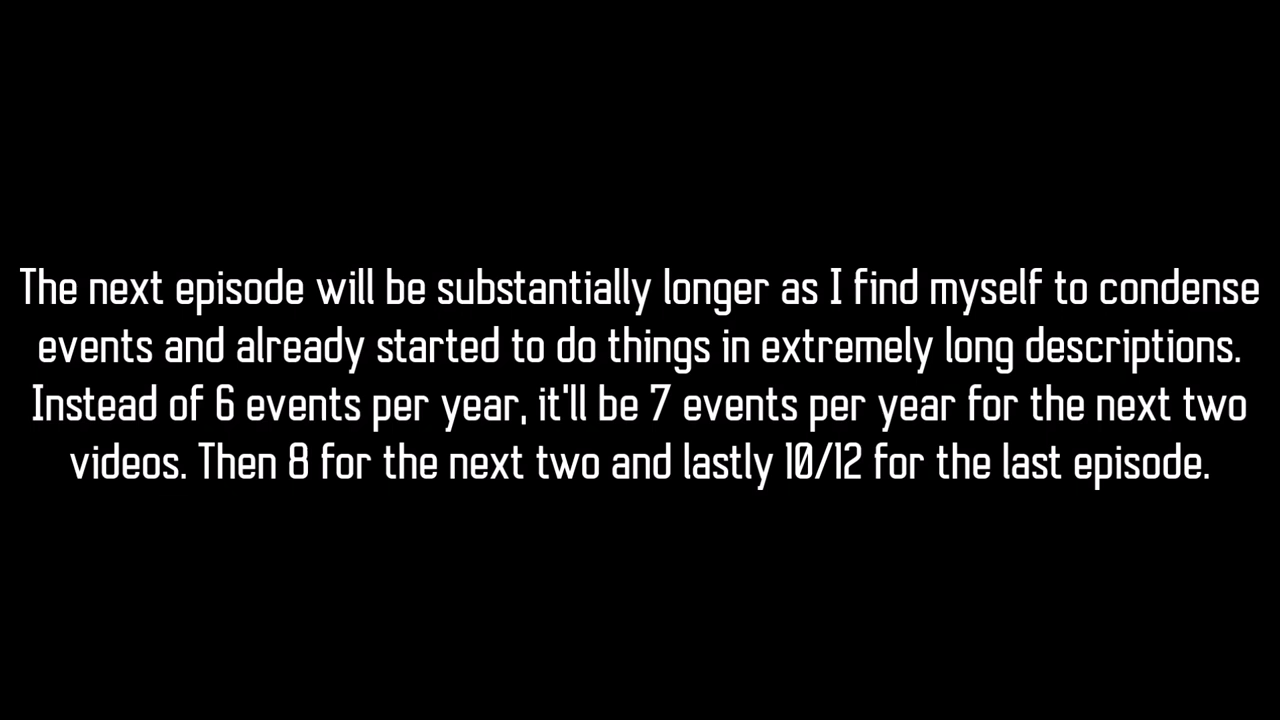 The next episode will be substantially longer as I find myself to condense
events and already started to do things in extremely long descriptions.
Instead of 6 events per year, it'll be 7 events per year for the next two
videos. Then 8 for the next two and lastly 10/12 for the last episode.